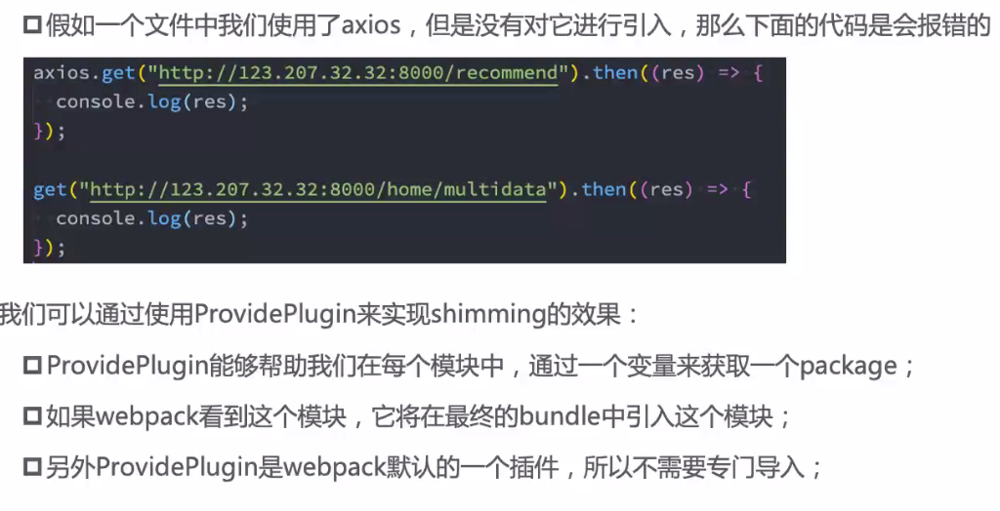 假如一个文件中我们使用了axios，但是没有对它进行引入，那么下面的代码是会报错的
axios.get("http://123.207.32.32:8000/recommend").then((res) => {
  console.log(res);
});
get("http://123.207.32.32:8000/home/multidata").then((res) => {
  console.log(res);
});
我们可以通过使用ProvidePlugin来实现shimming的效果：
ProvidePlugin能够帮助我们在每个模块中，通过一个变量来获取一个package；
如果webpack看到这个模块，它将在最终的bundle中引入这个模块；
另外ProvidePlugin是webpack默认的一个插件，所以不需要专门导入；